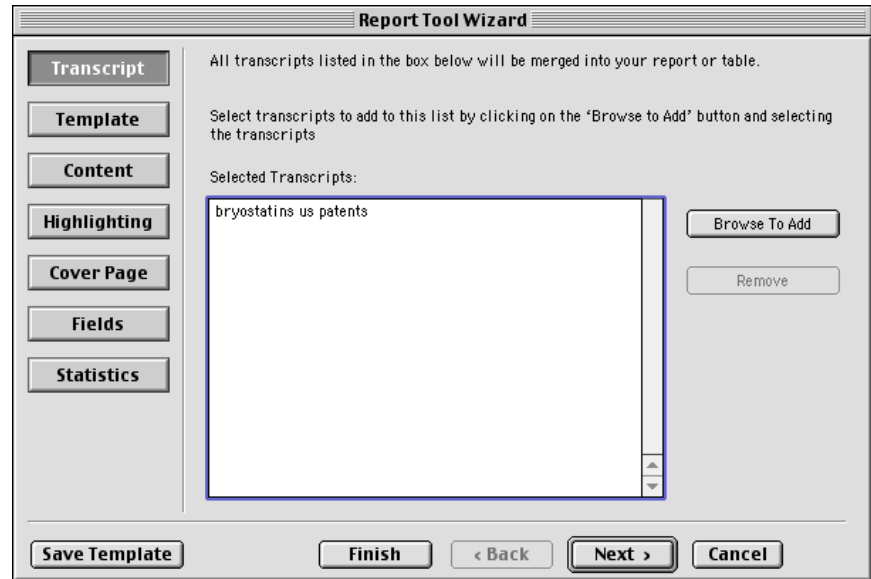 Report Tool Wizard
Transcript
Template
Content
Highlighting
Cover Page
Fields
Statistics
All transcripts listed in the box below will be merged into your report or table.
Select transcripts to add to this list by clicking on the ‘Browse to Add’ button and selecting
the transcripts
Selected Transcripts:
bryostatins us patents
Browse To Add
Remove
Save Template
Finish
‹ Back
Next ›
Cancel